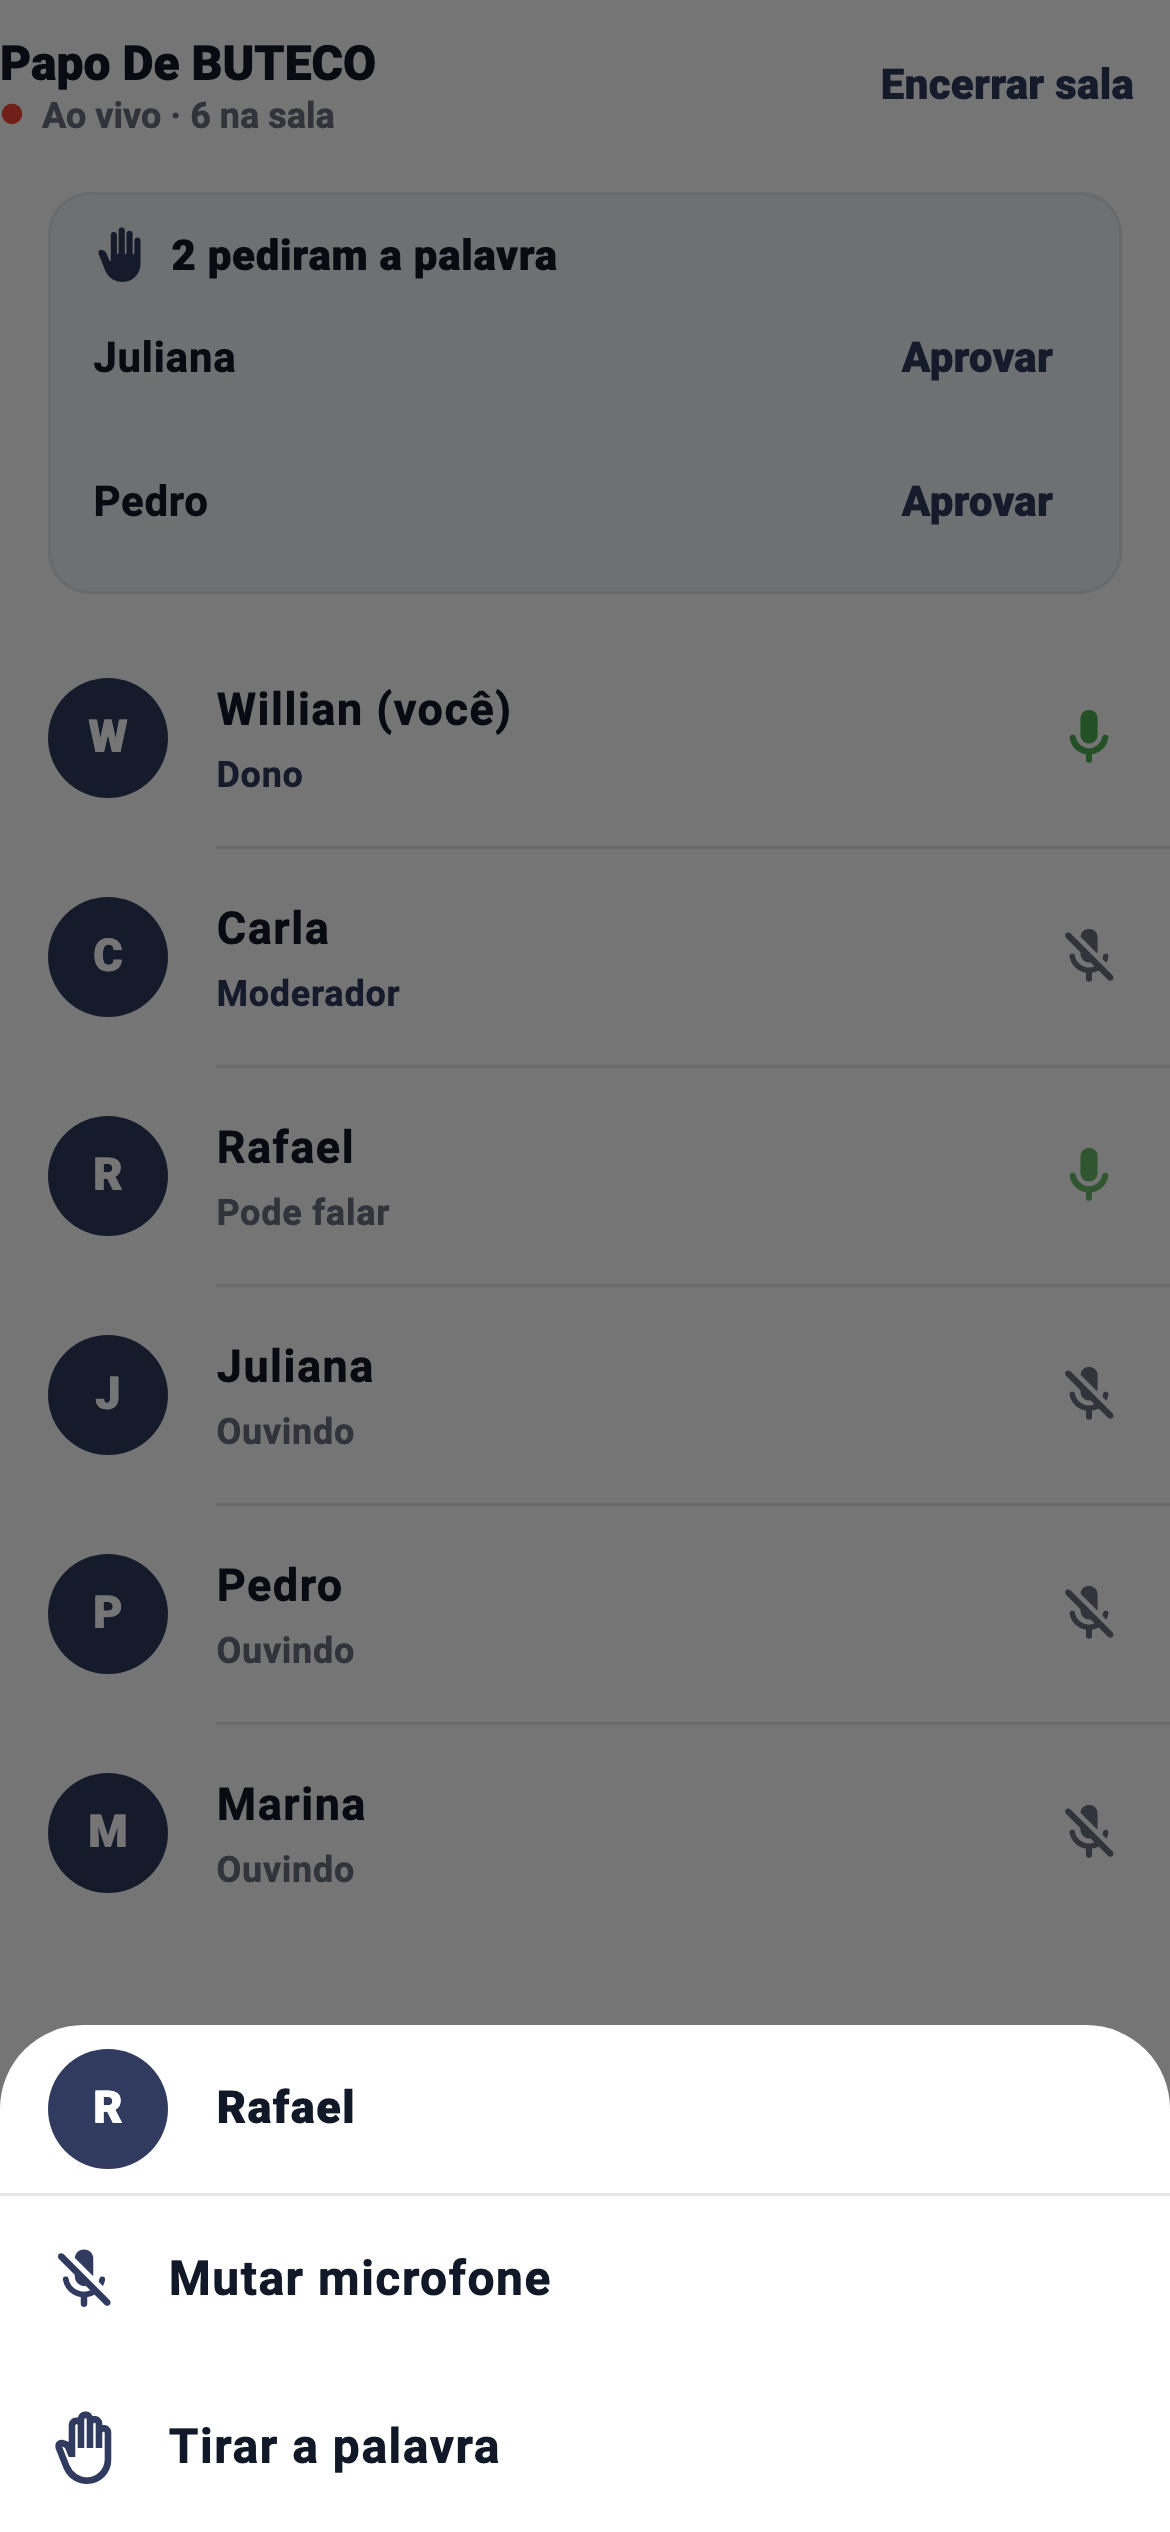 Papo De BUTECO
Ao vivo · 6 na sala
Encerrar sala
2 pediram a palavra
Juliana
Aprovar
Pedro
Aprovar
W
Willian (você)
Dono
C
Carla
Moderador
R
Rafael
Pode falar
J
Juliana
Ouvindo
P
Pedro
Ouvindo
M
Marina
Ouvindo
R
Rafael
Mutar microfone
Tirar a palavra